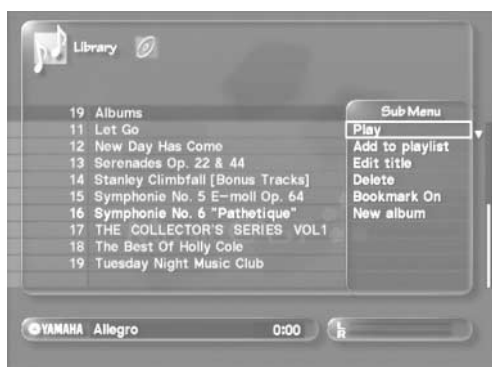 Library
19 Albums
11 Let Go
12 New Day Has Come
13 Serenades Op. 22 & 44
14 Stanley Climbfall [Bonus Tracks]
15 Symphonie No. 5 E-moll Op. 64
16 Symphonie No. 6 "Pathetique"
17 THE COLLECTOR'S SERIES VOL1
18 The Best Of Holly Cole
19 Tuesday Night Music Club
Sub Menu
Play
Add to playlist
Edit title
Delete
Bookmark On
New album
YAMAHA Allegro 0:00
L
R